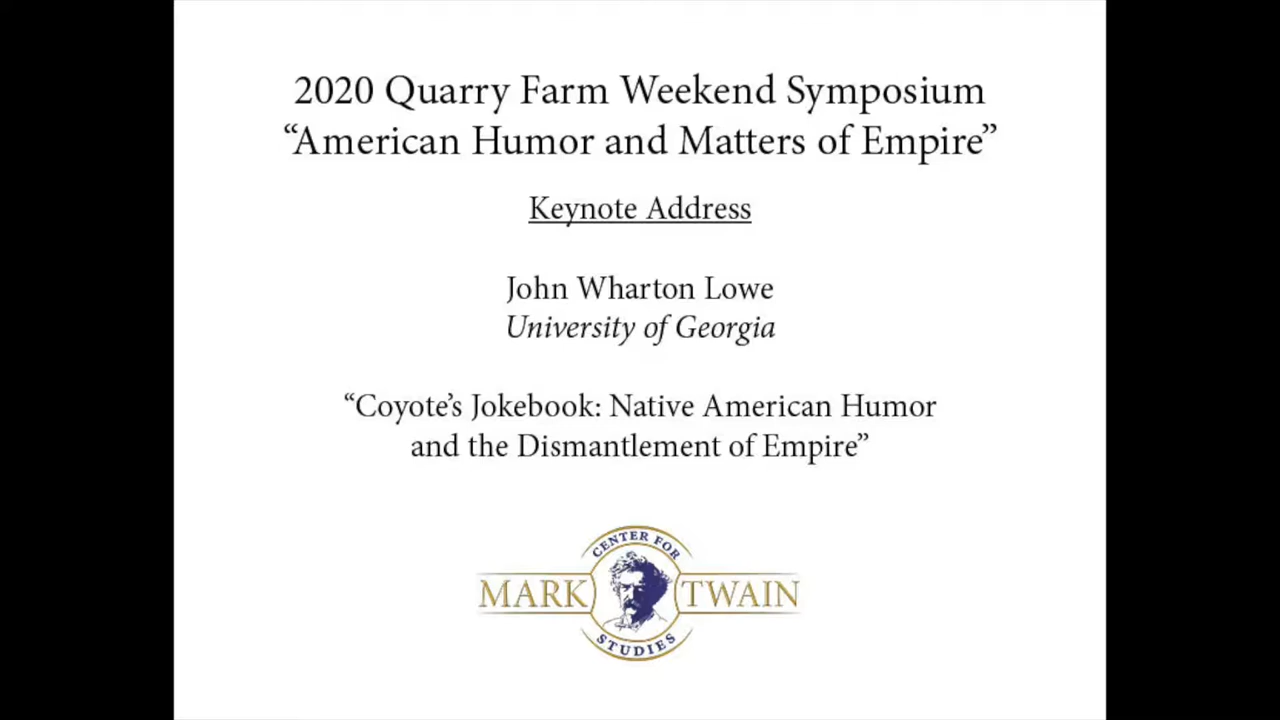 2020 Quarry Farm Weekend Symposium
“American Humor and Matters of Empire”
Keynote Address
John Wharton Lowe
University of Georgia
“Coyote’s Jokebook: Native American Humor
and the Dismantlement of Empire”
CENTER FOR
MARK TWAIN
STUDIES